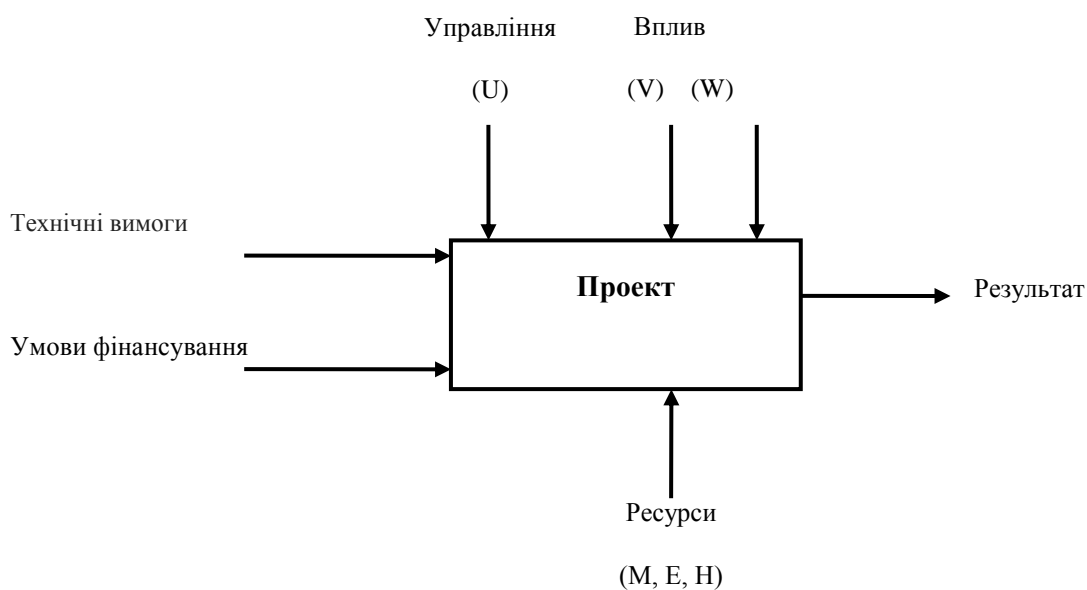 Управління Вплив
(U) (V) (W)
Технічні вимоги
Проект
Результат
Умови фінансування
Ресурси
(M, E, H)